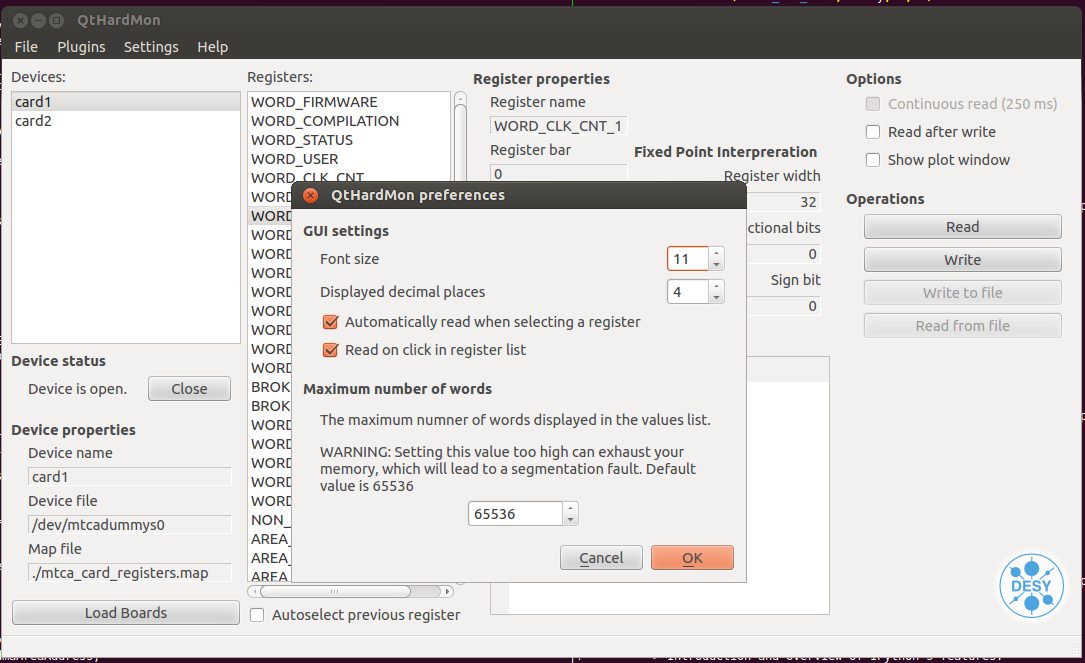 QtHardMon
File Plugins Settings Help
Devices:
card1
card2
Device status
Device is open.
Close
Device properties
Device name
card1
Device file
/dev/mtcadummys0
Map file
./mtca_card_registers.map
Load Boards
Registers:
WORD_FIRMWARE
WORD_COMPILATION
WORD_STATUS
WORD_USER
WORD_CLK_CNT
WORD
WORD
WORD
WORD
WORD
WORD
WORD
WORD
WORD
WORD
BROK
BROK
WORD
WORD
WORD
WORD
WORD
NON_
AREA_
AREA_
AREA_
Autoselect previous register
Register properties
Register name
WORD_CLK_CNT_1
Register bar
0
Fixed Point Interpreration
Register width
32
ctional bits
0
Sign bit
0
Options
Continuous read (250 ms)
Read after write
Show plot window
Operations
Read
Write
Write to file
Read from file
QtHardMon preferences
GUI settings
Font size 11
Displayed decimal places 4
Automatically read when selecting a register
Read on click in register list
Maximum number of words
The maximum numner of words displayed in the values list.
WARNING: Setting this value too high can exhaust your
memory, which will lead to a segmentation fault. Default
value is 65536
65536
Cancel OK
DESY